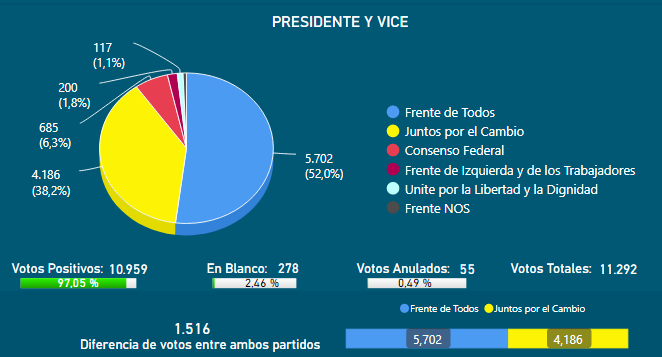 PRESIDENTE Y VICE
117
(1,1%)
200
(1,8%)
685
(6,3%)
4.186
(38,2%)
5.702
(52,0%)
Frente de Todos
Juntos por el Cambio
Consenso Federal
Frente de Izquierda y de los Trabajadores
Unite por la Libertad y la Dignidad
Frente NOS
Votos Positivos: 10.959
97,05 %
En Blanco: 278
2,46 %
Votos Anulados: 55
0,49 %
Votos Totales: 11.292
1.516
Diferencia de votos entre ambos partidos
Frente de Todos Juntos por el Cambio
5,702 4,186